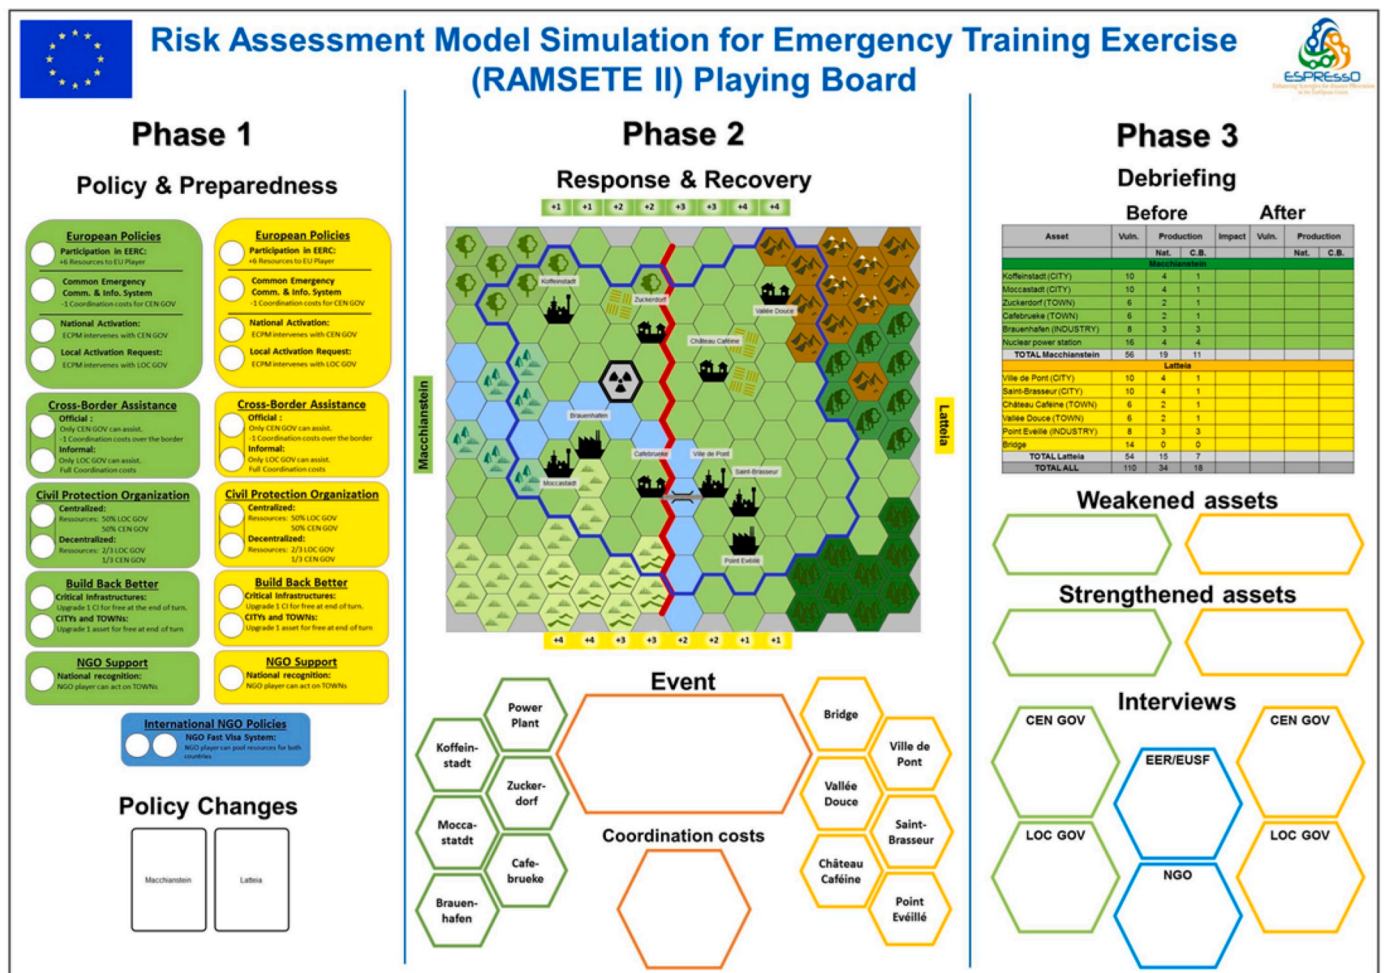 Risk Assessment Model Simulation for Emergency Training Exercise
(RAMSETE II) Playing Board
ESPRESSO
Enhancing Synergies for disaster PREvention
in the EurOpean Union
Phase 1
Policy & Preparedness
European Policies
Participation in EERC:
+6 Resources to EU Player
Common Emergency
Comm. & Info. System
-1 Coordination costs for CEN GOV
National Activation:
ECPM intervenes with CEN GOV
Local Activation Request:
ECPM intervenes with LOC GOV
Cross-Border Assistance
Official :
Only CEN GOV can assist.
-1 Coordination costs over the border
Informal:
Only LOC GOV can assist.
Full Coordination costs
Civil Protection Organization
Centralized:
Ressources: 50% LOC GOV
50% CEN GOV
Decentralized:
Ressources: 2/3 LOC GOV
1/3 CEN GOV
Build Back Better
Critical Infrastructures:
Upgrade 1 CI for free at the end of turn.
CITYs and TOWNs:
Upgrade 1 asset for free at end of turn
NGO Support
National recognition:
NGO player can act on TOWNs
European Policies
Participation in EERC:
+6 Resources to EU Player
Common Emergency
Comm. & Info. System
-1 Coordination costs for CEN GOV
National Activation:
ECPM intervenes with CEN GOV
Local Activation Request:
ECPM intervenes with LOC GOV
Cross-Border Assistance
Official :
Only CEN GOV can assist.
-1 Coordination costs over the border
Informal:
Only LOC GOV can assist.
Full Coordination costs
Civil Protection Organization
Centralized:
Ressources: 50% LOC GOV
50% CEN GOV
Decentralized:
Ressources: 2/3 LOC GOV
1/3 CEN GOV
Build Back Better
Critical Infrastructures:
Upgrade 1 CI for free at end of turn.
CITYs and TOWNs:
Upgrade 1 asset for free at end of turn
NGO Support
National recognition:
NGO player can act on TOWNs
International NGO Policies
NGO Fast Visa System:
NGO player can pool resources for both
countries
Policy Changes
Macchianstein
Latteia
Phase 2
Response & Recovery
+1 +1 +2 +2 +3 +3 +4 +4
Macchianstein
Latteia
Koffeinstadt
Zuckerdorf
Vallée Douce
Château Caféine
Brauenhafen
Cafebrueke
Ville de Pont
Saint-Brasseur
Moccastadt
Point Evéillé
+4 +4 +3 +3 +2 +2 +1 +1
Event
Power
Plant
Koffein-
stadt
Zucker-
dorf
Mocca-
statdt
Cafe-
brueke
Brauen-
hafen
Coordination costs
Bridge
Ville de
Pont
Vallée
Douce
Saint-
Brasseur
Château
Caféine
Point
Evéillé
Phase 3
Debriefing
Before After
Asset Vuln. Production Impact Vuln. Production
Nat. C.B. Nat. C.B.
Macchianstein
Koffeinstadt (CITY) 10 4 1
Moccastadt (CITY) 10 4 1
Zuckerdorf (TOWN) 6 2 1
Cafebrueke (TOWN) 6 2 1
Brauenhafen (INDUSTRY) 8 3 3
Nuclear power station 16 4 4
TOTAL Macchianstein 56 19 11
Latteia
Ville de Pont (CITY) 10 4 1
Saint-Brasseur (CITY) 10 4 1
Château Caféine (TOWN) 6 2 1
Vallée Douce (TOWN) 6 2 1
Point Evéillé (INDUSTRY) 8 3 3
Bridge 14 0 0
TOTAL Latteia 54 15 7
TOTAL ALL 110 34 18
Weakened assets
Strengthened assets
Interviews
CEN GOV
CEN GOV
EER/EUSF
LOC GOV
LOC GOV
NGO